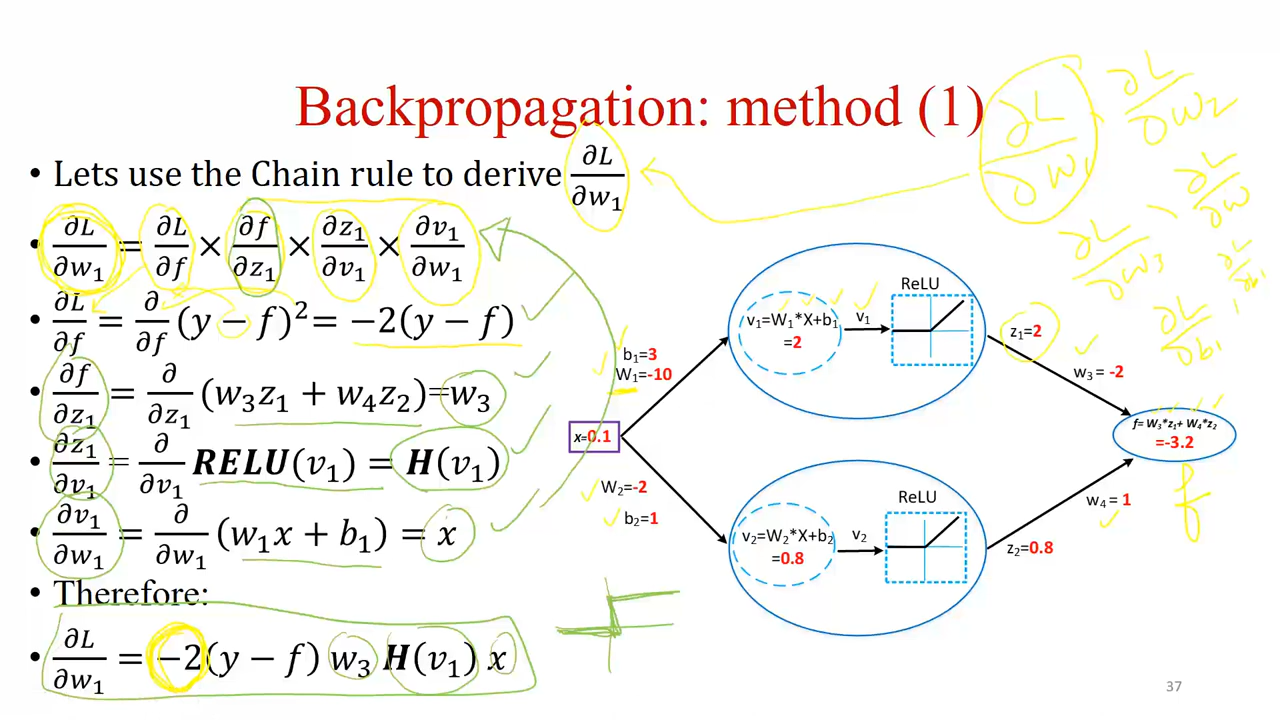 Backpropagation: method (1)
• Lets use the Chain rule to derive ∂L/∂w₁
• ∂L/∂w₁ = ∂L/∂f × ∂f/∂z₁ × ∂z₁/∂v₁ × ∂v₁/∂w₁
• ∂L/∂f = ∂/∂f (y − f)² = −2(y − f)
• ∂f/∂z₁ = ∂/∂z₁ (w₃z₁ + w₄z₂) = w₃
• ∂z₁/∂v₁ = ∂/∂v₁ RELU(v₁) = H(v₁)
• ∂v₁/∂w₁ = ∂/∂w₁ (w₁x + b₁) = x
• Therefore:
• ∂L/∂w₁ = −2(y − f) w₃ H(v₁) x
∂L/∂w₁, ∂L/∂w₂
∂L/∂w₃, ∂L/∂w
∂L/∂b₁, ∂L/∂b₁
ReLU
v₁=W₁*X+b₁
=2
v₁
z₁=2
b₁=3
W₁=-10
w₃= -2
x=0.1
f= W₃*z₁+ W₄*z₂
=-3.2
f
W₂=-2
b₂=1
ReLU
v₂=W₂*X+b₂
=0.8
v₂
w₄= 1
z₂=0.8
37